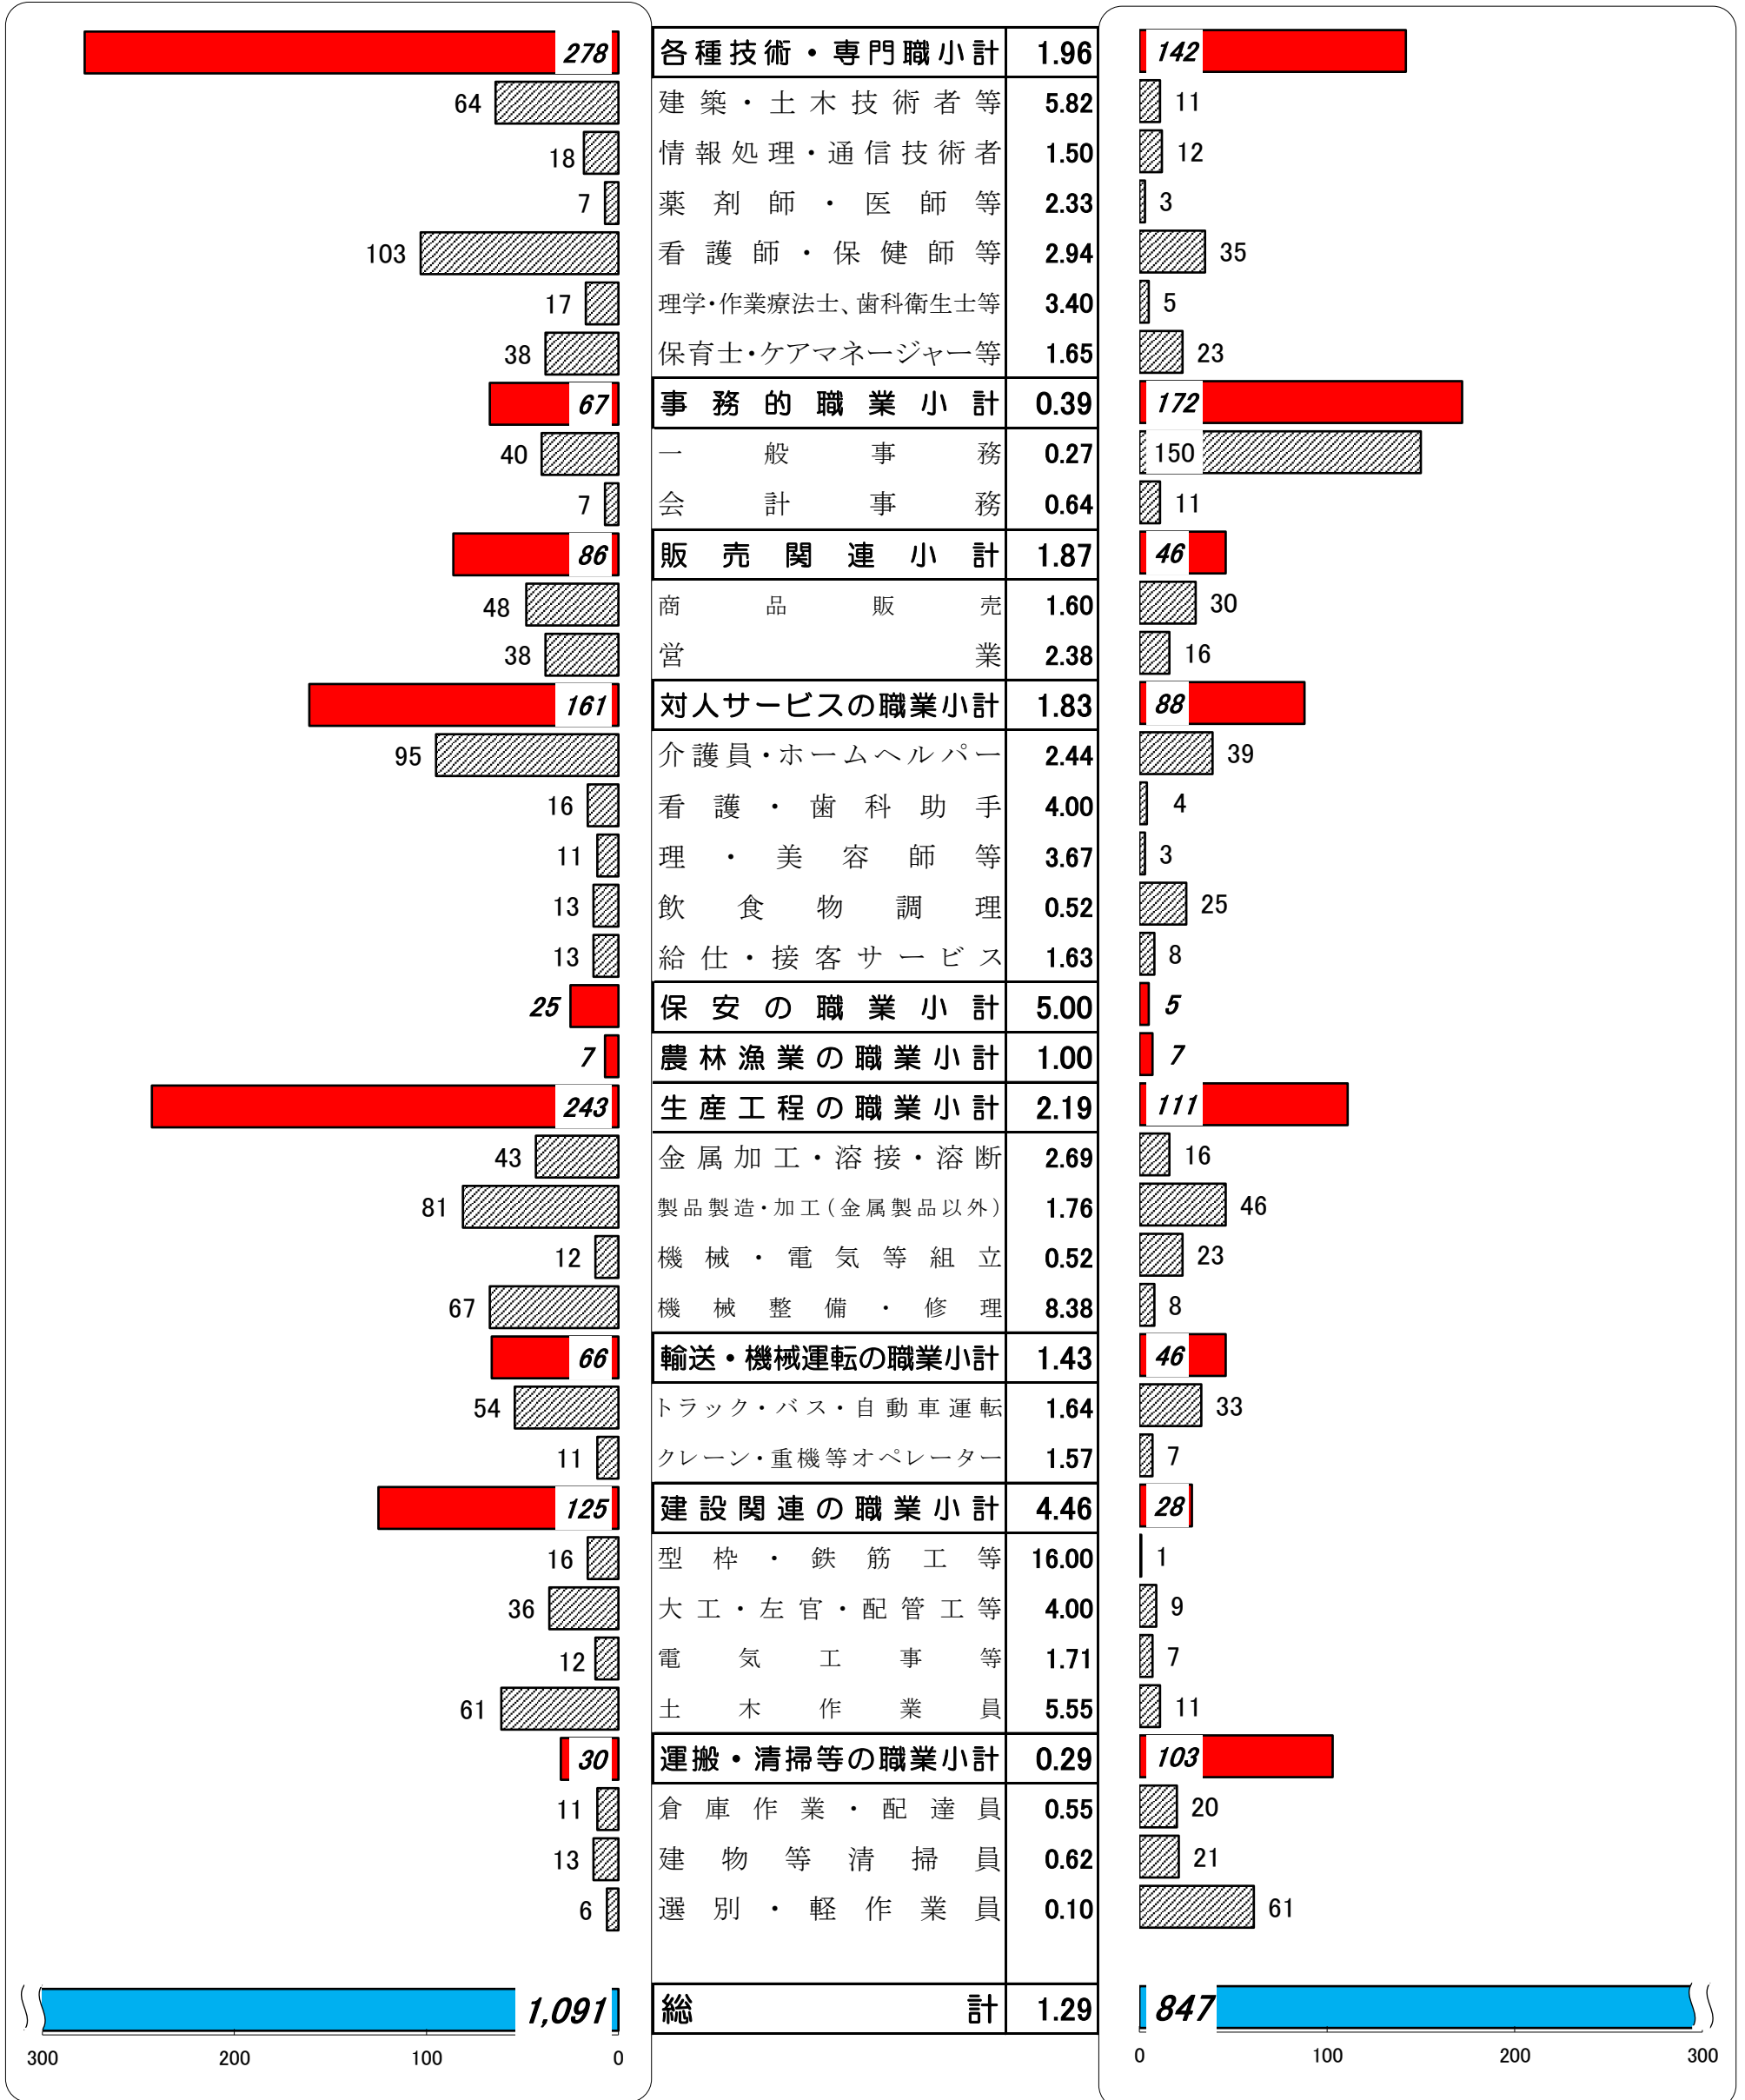 278 各種技術・専門職小計 1.96 142
64 建築・土木技術者等 5.82 11
18 情報処理・通信技術者 1.50 12
7 薬剤師・医師等 2.33 3
103 看護師・保健師等 2.94 35
17 理学・作業療法士、歯科衛生士等 3.40 5
38 保育士・ケアマネージャー等 1.65 23
67 事務的職業小計 0.39 172
40 一般事務 0.27 150
7 会計事務 0.64 11
86 販売関連小計 1.87 46
48 商品販売 1.60 30
38 営業 2.38 16
161 対人サービスの職業小計 1.83 88
95 介護員・ホームヘルパー 2.44 39
16 看護・歯科助手 4.00 4
11 理・美容師等 3.67 3
13 飲食物調理 0.52 25
13 給仕・接客サービス 1.63 8
25 保安の職業小計 5.00 5
7 農林漁業の職業小計 1.00 7
243 生産工程の職業小計 2.19 111
43 金属加工・溶接・溶断 2.69 16
81 製品製造・加工(金属製品以外) 1.76 46
12 機械・電気等組立 0.52 23
67 機械整備・修理 8.38 8
66 輸送・機械運転の職業小計 1.43 46
54 トラック・バス・自動車運転 1.64 33
11 クレーン・重機等オペレーター 1.57 7
125 建設関連の職業小計 4.46 28
16 型枠・鉄筋工等 16.00 1
36 大工・左官・配管工等 4.00 9
12 電気工事等 1.71 7
61 土木作業員 5.55 11
30 運搬・清掃等の職業小計 0.29 103
11 倉庫作業・配達員 0.55 20
13 建物等清掃員 0.62 21
6 選別・軽作業員 0.10 61
1,091 総計 1.29 847
300 200 100 0 0 100 200 300